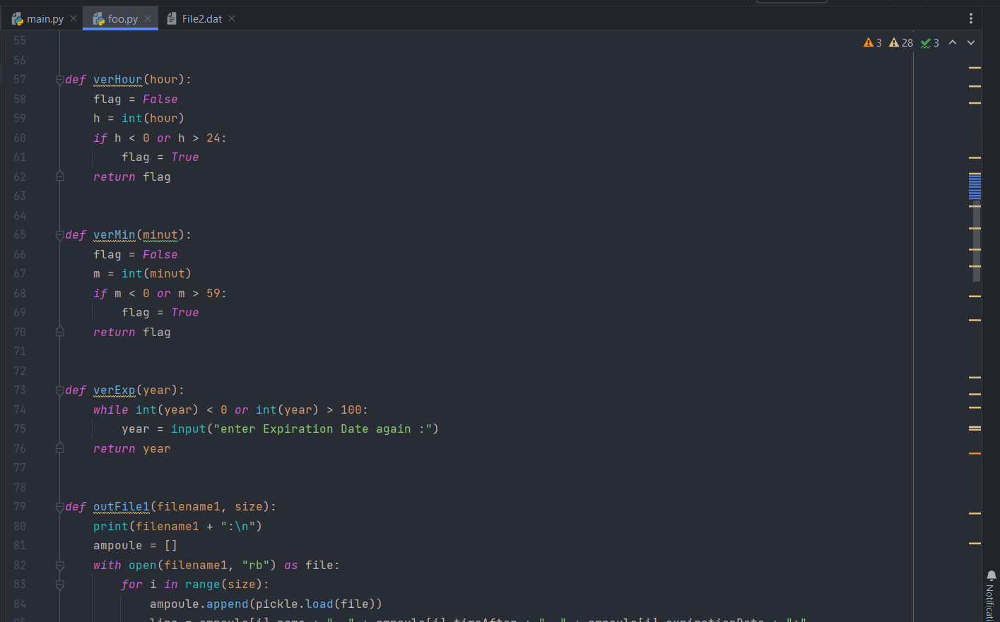 main.py foo.py File2.dat
3 28 3
55
56
57 def verHour(hour):
58 flag = False
59 h = int(hour)
60 if h < 0 or h > 24:
61 flag = True
62 return flag
63
64
65 def verMin(minut):
66 flag = False
67 m = int(minut)
68 if m < 0 or m > 59:
69 flag = True
70 return flag
71
72
73 def verExp(year):
74 while int(year) < 0 or int(year) > 100:
75 year = input("enter Expiration Date again :")
76 return year
77
78
79 def outFile1(filename1, size):
80 print(filename1 + ":\n")
81 ampoule = []
82 with open(filename1, "rb") as file:
83 for i in range(size):
84 ampoule.append(pickle.load(file))